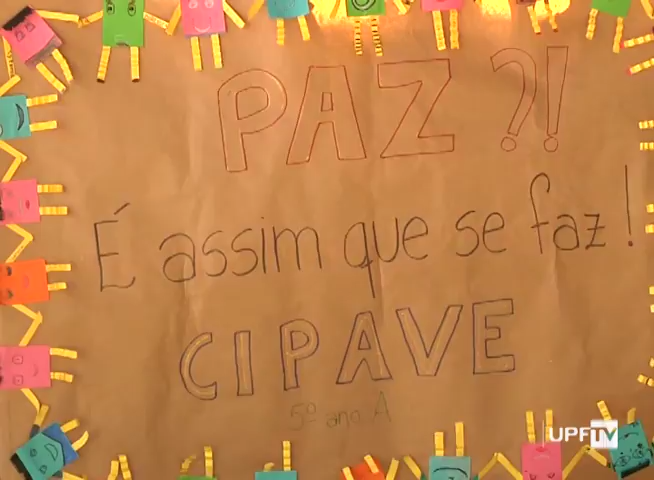 PAZ?!
É assim que se faz!
CIPAVE
5º ano A
UPFTV